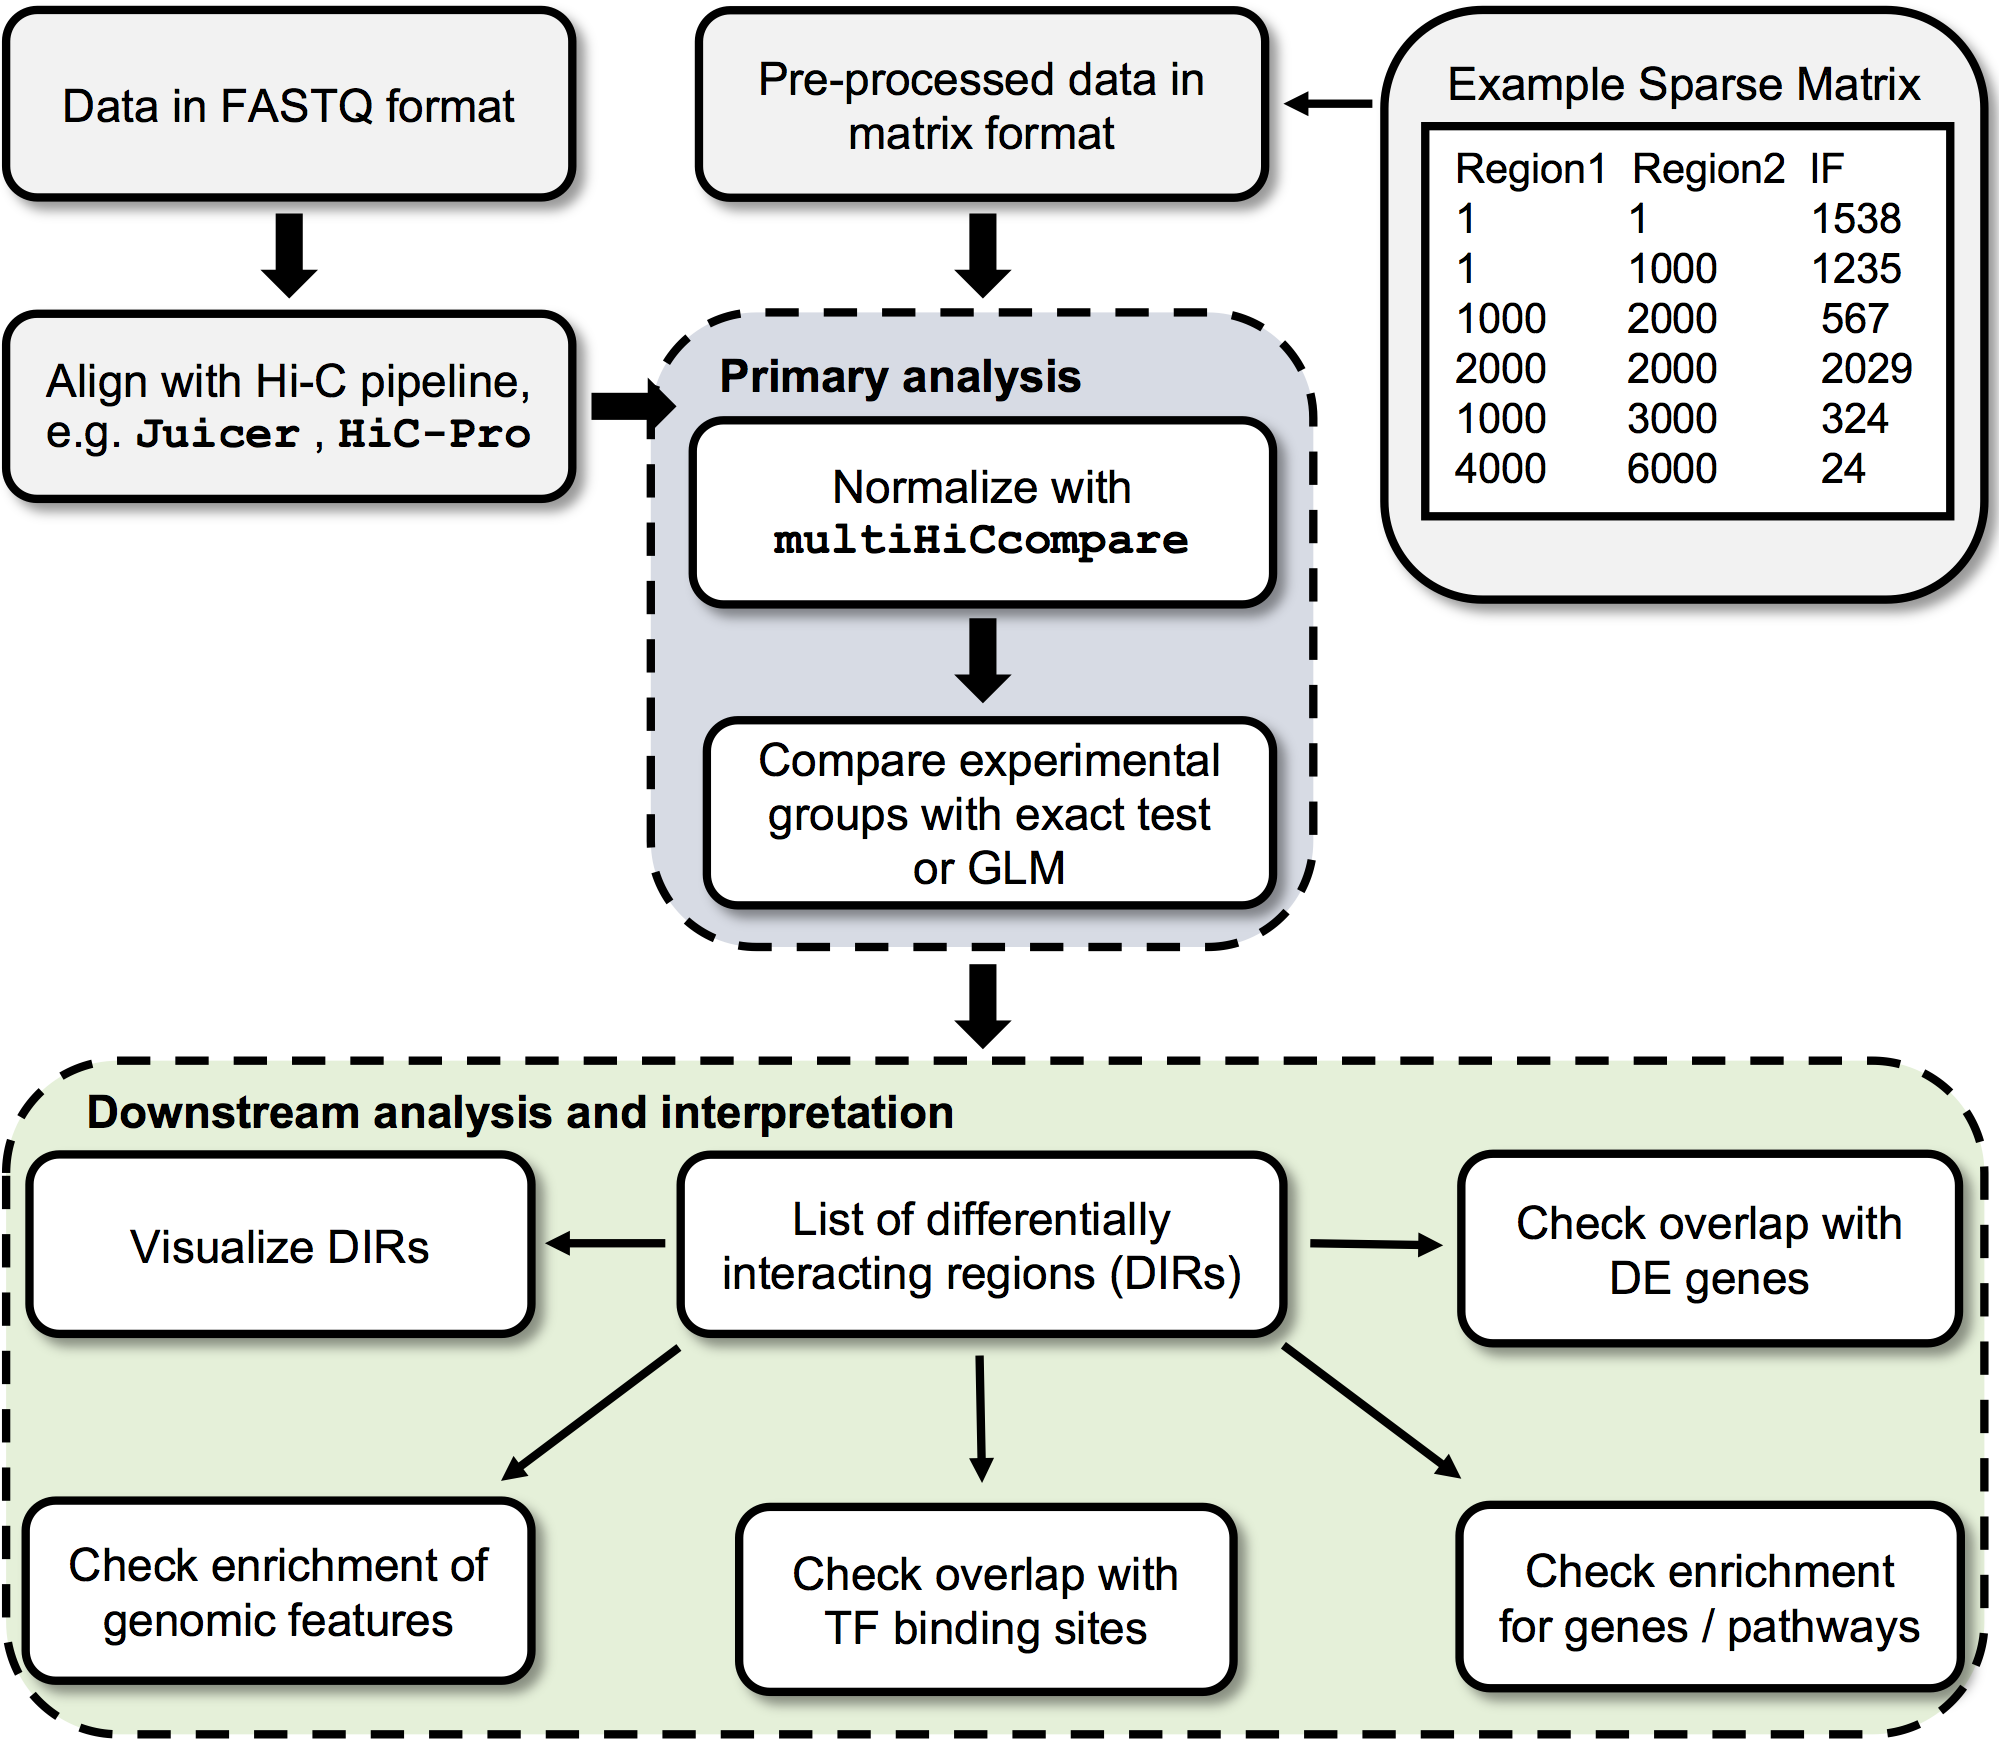 Data in FASTQ format
Pre-processed data in
matrix format
Example Sparse Matrix
Region1 Region2 IF
1 1 1538
1 1000 1235
1000 2000 567
2000 2000 2029
1000 3000 324
4000 6000 24
Align with Hi-C pipeline,
e.g. Juicer , HiC-Pro
Primary analysis
Normalize with
multiHiCcompare
Compare experimental
groups with exact test
or GLM
Downstream analysis and interpretation
Visualize DIRs
List of differentially
interacting regions (DIRs)
Check overlap with
DE genes
Check enrichment of
genomic features
Check overlap with
TF binding sites
Check enrichment
for genes / pathways